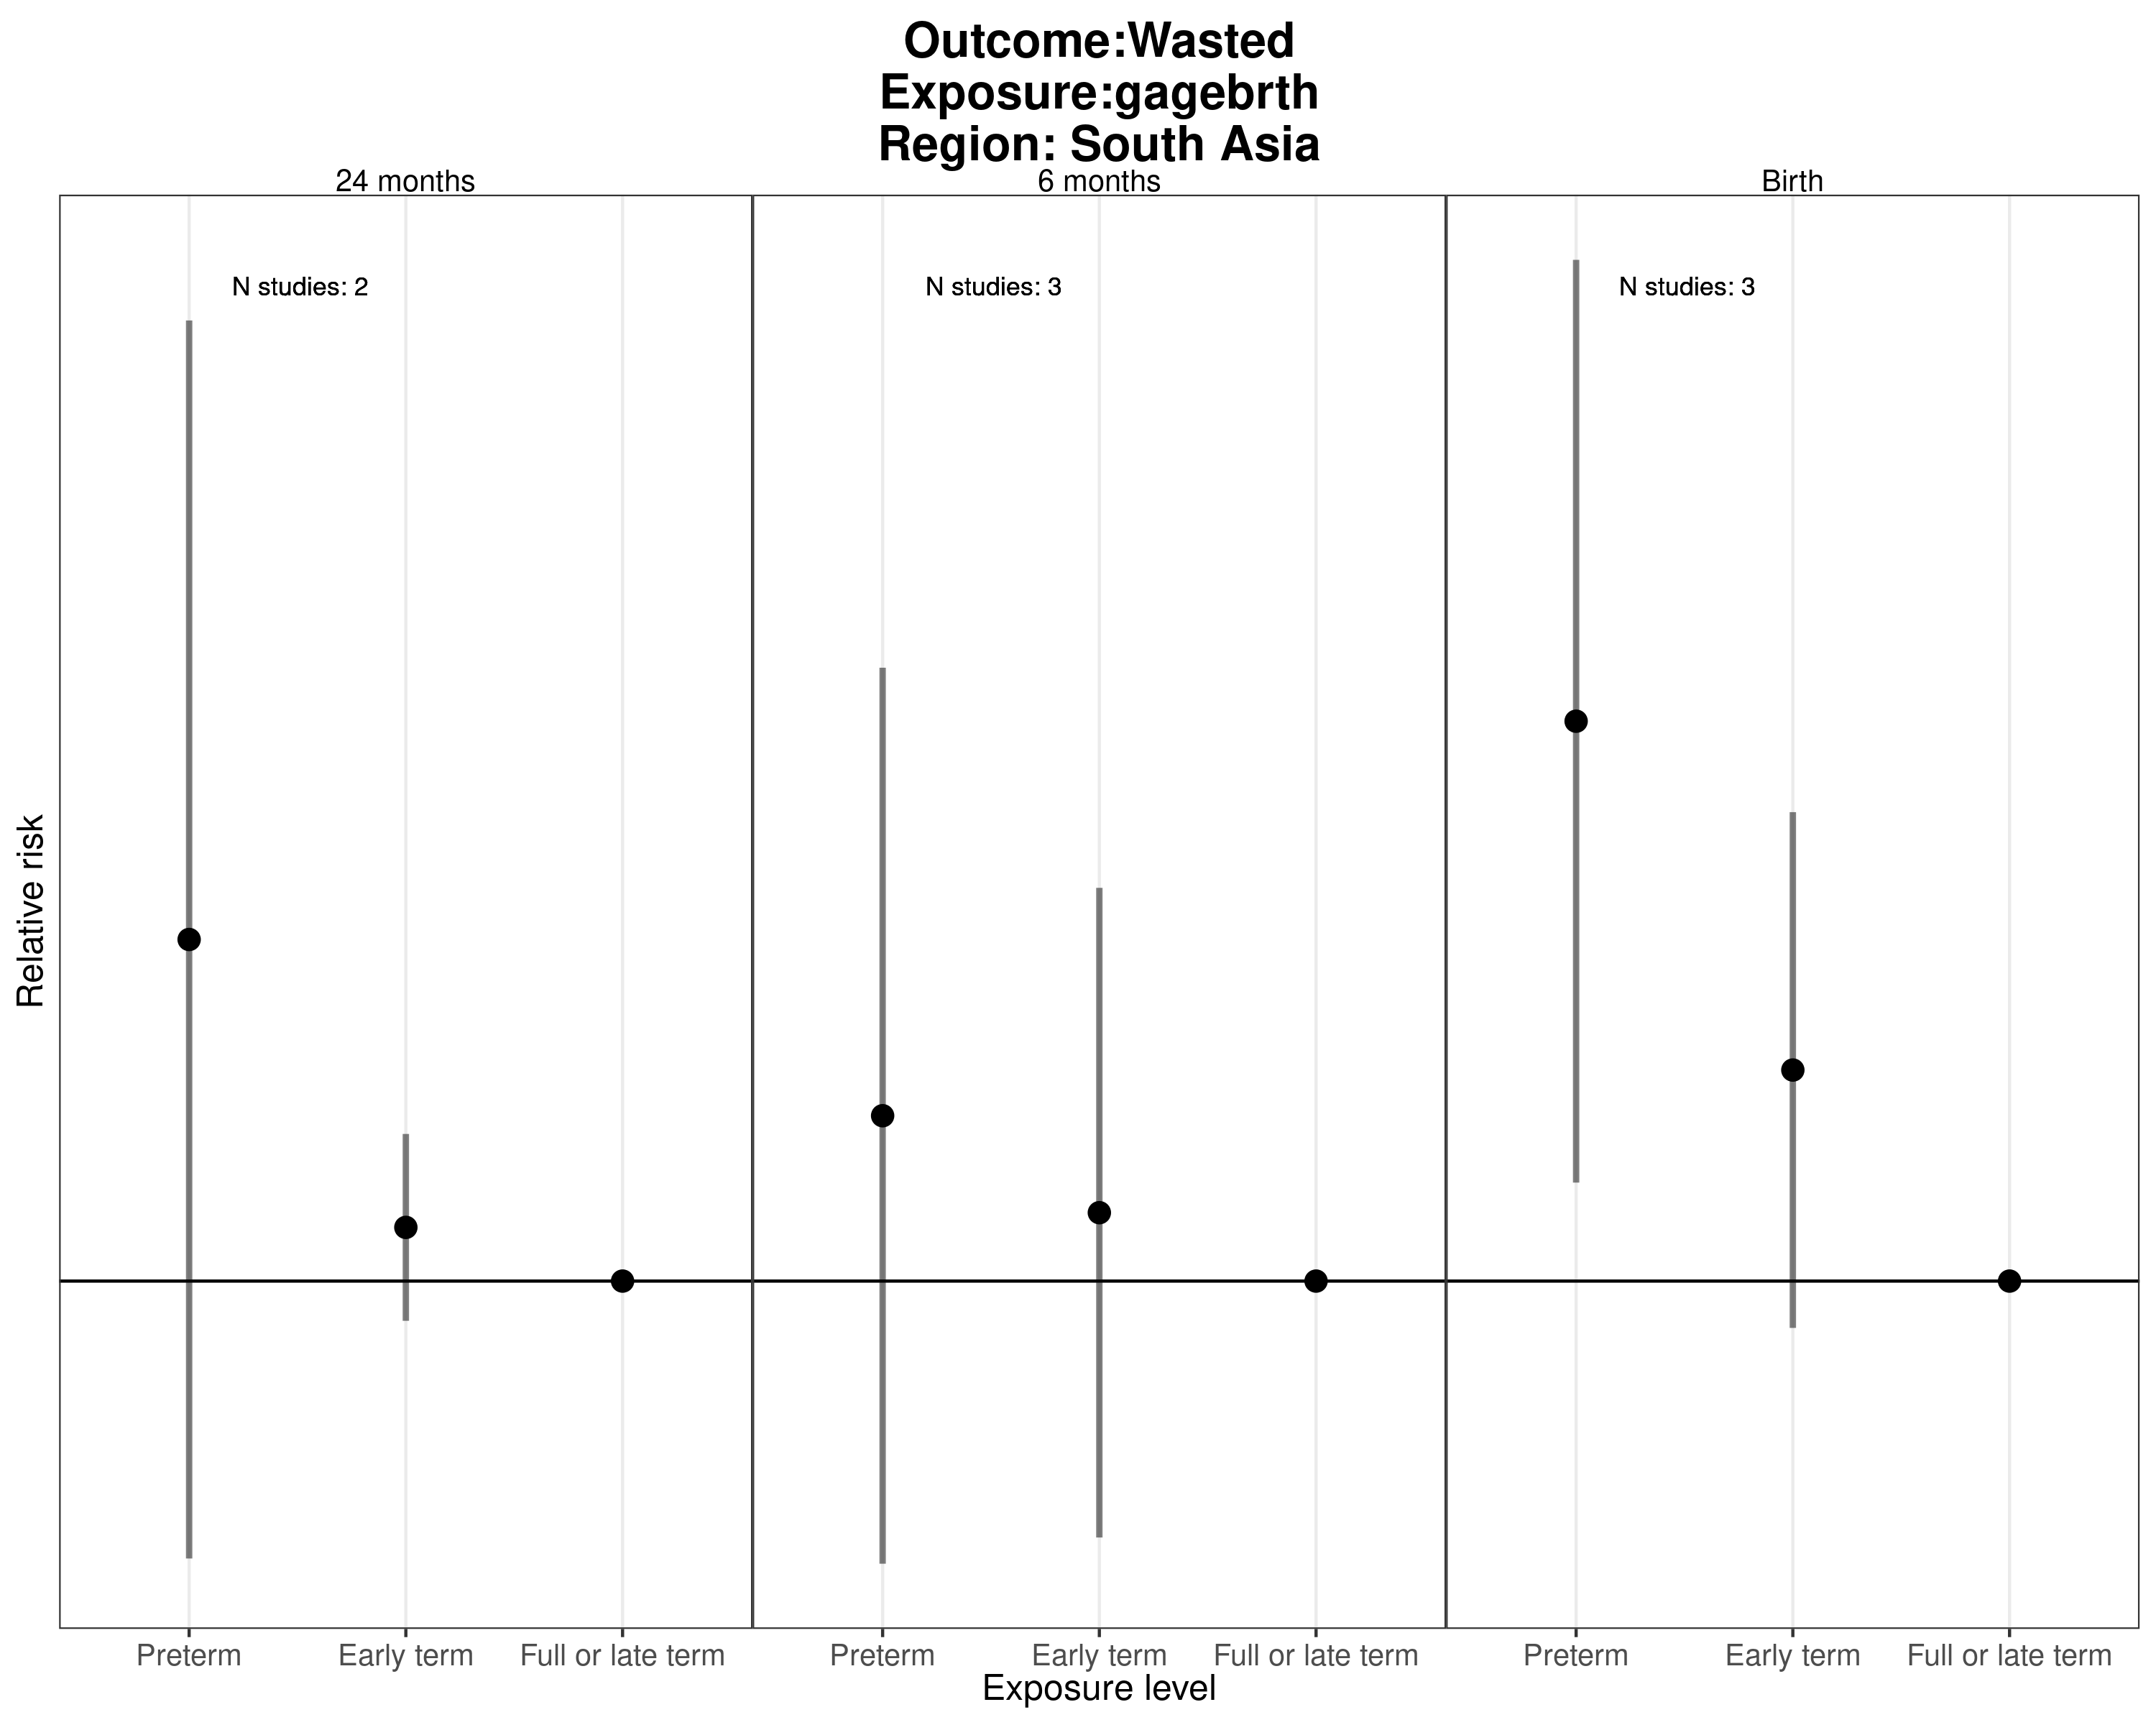 Outcome:Wasted
Exposure:gagebrth
Region: South Asia
24 months
6 months
Birth
N studies: 2
N studies: 3
N studies: 3
Relative risk
Preterm
Early term
Full or late term
Preterm
Early term
Full or late term
Preterm
Early term
Full or late term
Exposure level